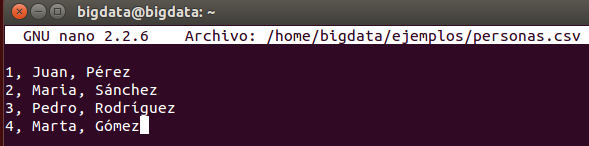 bigdata@bigdata: ~
GNU nano 2.2.6 Archivo: /home/bigdata/ejemplos/personas.csv
1, Juan, Pérez
2, Maria, Sánchez
3, Pedro, Rodríguez
4, Marta, Gómez